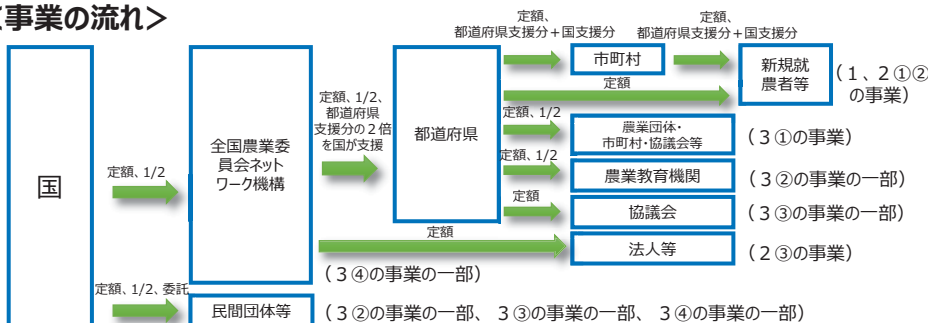 事業の流れ>
定額、
都道府県支援分＋国支援分
定額、
都道府県支援分＋国支援分
市町村
新規就
農者等
（１、２①②
の事業）
定額
定額、1/2、
都道府県
支援分の２倍
を国が支援
都道府県
定額、1/2
農業団体・
市町村・協議会等
（３①の事業）
全国農業委
員会ネット
ワーク機構
国
定額、1/2
定額、1/2
農業教育機関
（３②の事業の一部）
定額
協議会
（３③の事業の一部）
定額
法人等
（２③の事業）
（３④の事業の一部）
定額、1/2、委託
民間団体等
（３②の事業の一部、３③の事業の一部、３④の事業の一部）